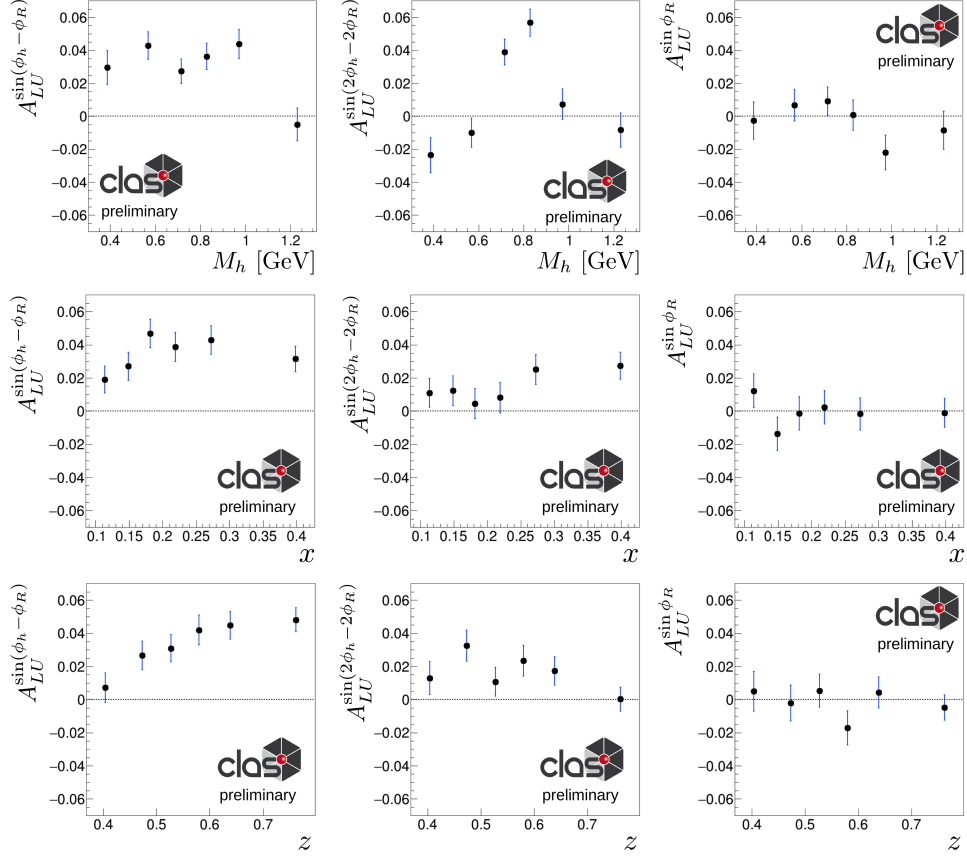 A_{LU}^{sin(ϕ_h−ϕ_R)}
0.06
0.04
0.02
0
−0.02
−0.04
−0.06
clas
preliminary
0.4 0.6 0.8 1 1.2
M_h [GeV]
A_{LU}^{sin(2ϕ_h−2ϕ_R)}
0.06
0.04
0.02
0
−0.02
−0.04
−0.06
clas
preliminary
0.4 0.6 0.8 1 1.2
M_h [GeV]
A_{LU}^{sin ϕ_R}
0.06
0.04
0.02
0
−0.02
−0.04
−0.06
clas
preliminary
0.4 0.6 0.8 1 1.2
M_h [GeV]
A_{LU}^{sin(ϕ_h−ϕ_R)}
0.06
0.04
0.02
0
−0.02
−0.04
−0.06
clas
preliminary
0.1 0.15 0.2 0.25 0.3 0.35 0.4
x
A_{LU}^{sin(2ϕ_h−2ϕ_R)}
0.06
0.04
0.02
0
−0.02
−0.04
−0.06
clas
preliminary
0.1 0.15 0.2 0.25 0.3 0.35 0.4
x
A_{LU}^{sin ϕ_R}
0.06
0.04
0.02
0
−0.02
−0.04
−0.06
clas
preliminary
0.1 0.15 0.2 0.25 0.3 0.35 0.4
x
A_{LU}^{sin(ϕ_h−ϕ_R)}
0.06
0.04
0.02
0
−0.02
−0.04
−0.06
clas
preliminary
0.4 0.5 0.6 0.7
z
A_{LU}^{sin(2ϕ_h−2ϕ_R)}
0.06
0.04
0.02
0
−0.02
−0.04
−0.06
clas
preliminary
0.4 0.5 0.6 0.7
z
A_{LU}^{sin ϕ_R}
0.06
0.04
0.02
0
−0.02
−0.04
−0.06
clas
preliminary
0.4 0.5 0.6 0.7
z